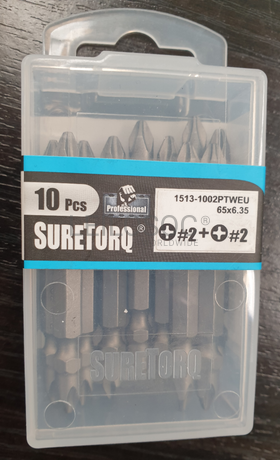 10 Pcs
Professional
SURETORQ®
1513-1002PTWEU
65x6.35
#2 + #2
SURETORQ